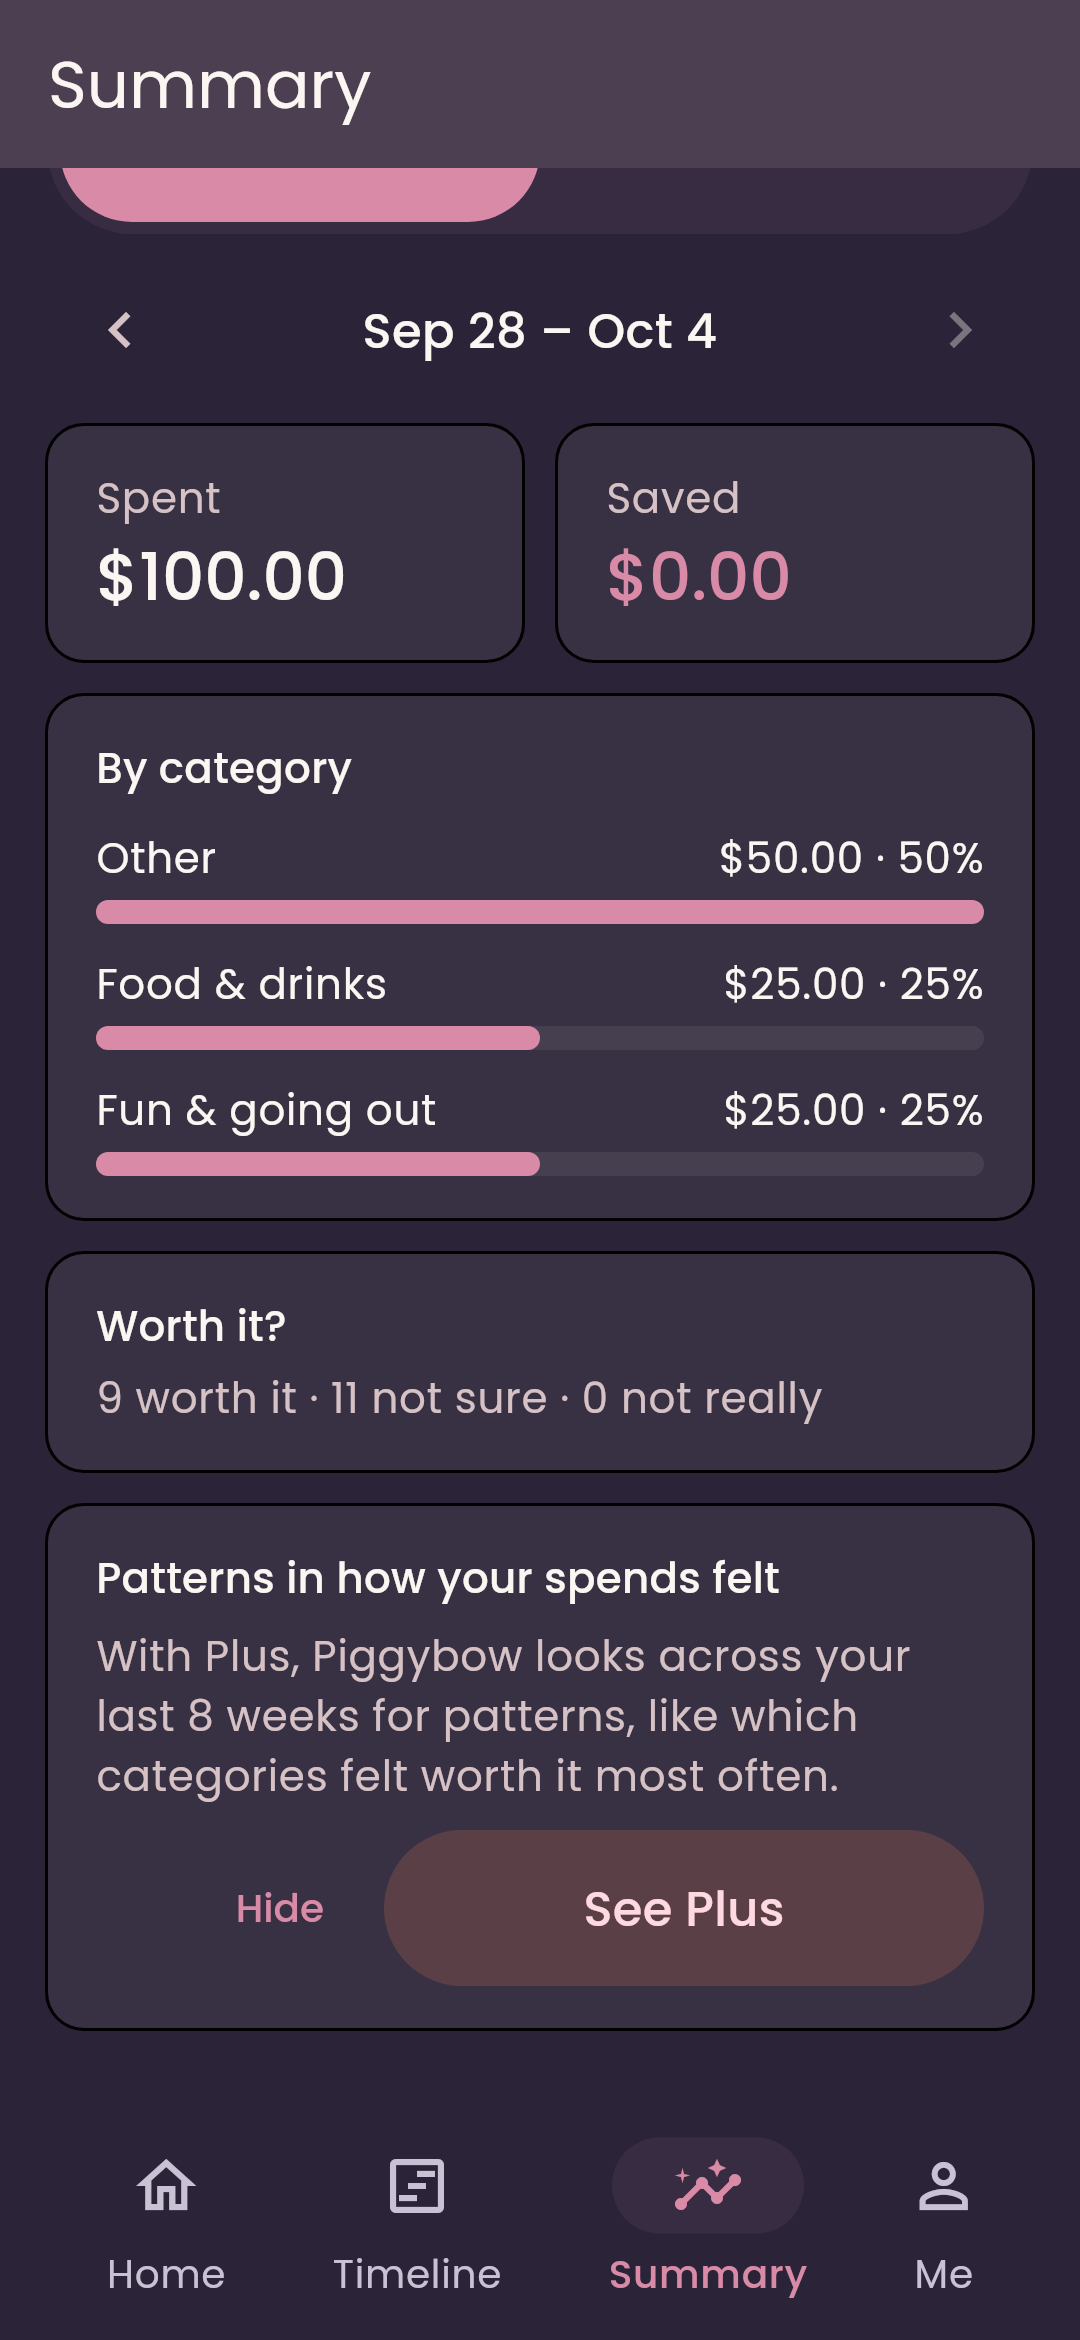 Summary
Sep 28 – Oct 4
Spent
$100.00
Saved
$0.00
By category
Other $50.00 · 50%
Food & drinks $25.00 · 25%
Fun & going out $25.00 · 25%
Worth it?
9 worth it · 11 not sure · 0 not really
Patterns in how your spends felt
With Plus, Piggybow looks across your
last 8 weeks for patterns, like which
categories felt worth it most often.
Hide See Plus
Home Timeline Summary Me